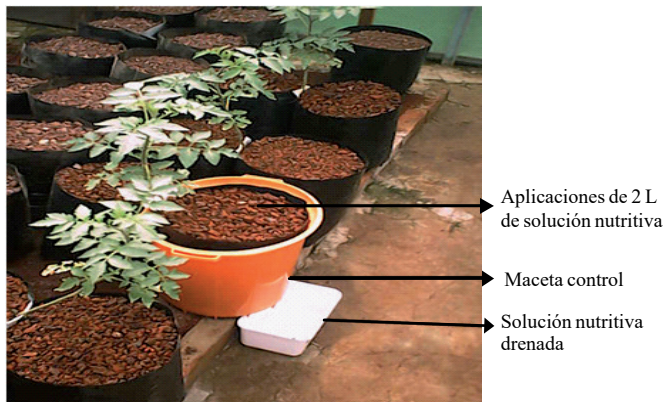 Aplicaciones de 2 L
de solución nutritiva
Maceta control
Solución nutritiva
drenada